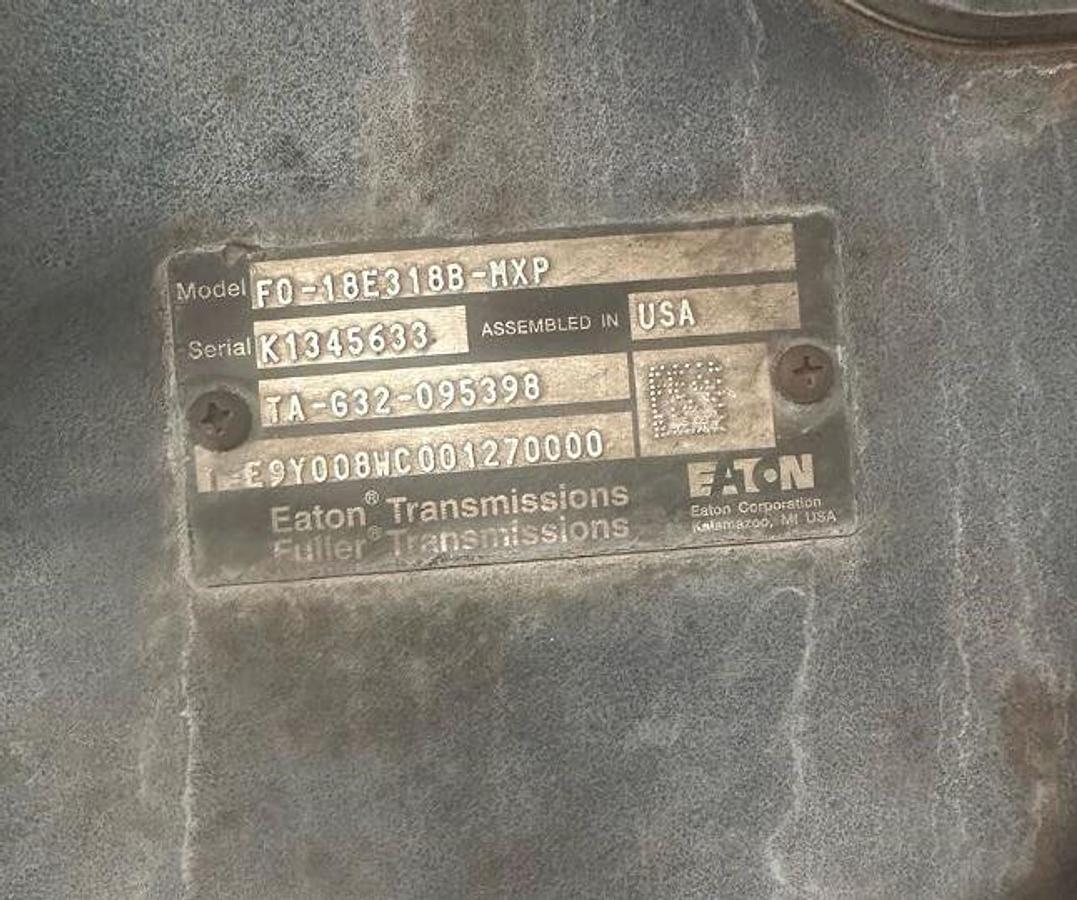 Model FO-18E318B-MXP
Serial K1345633 ASSEMBLED IN USA
TA-G32-095398
E9Y008WC001270000
Eaton® Transmissions
Fuller® Transmissions
EATON
Eaton Corporation
Kalamazoo, MI USA